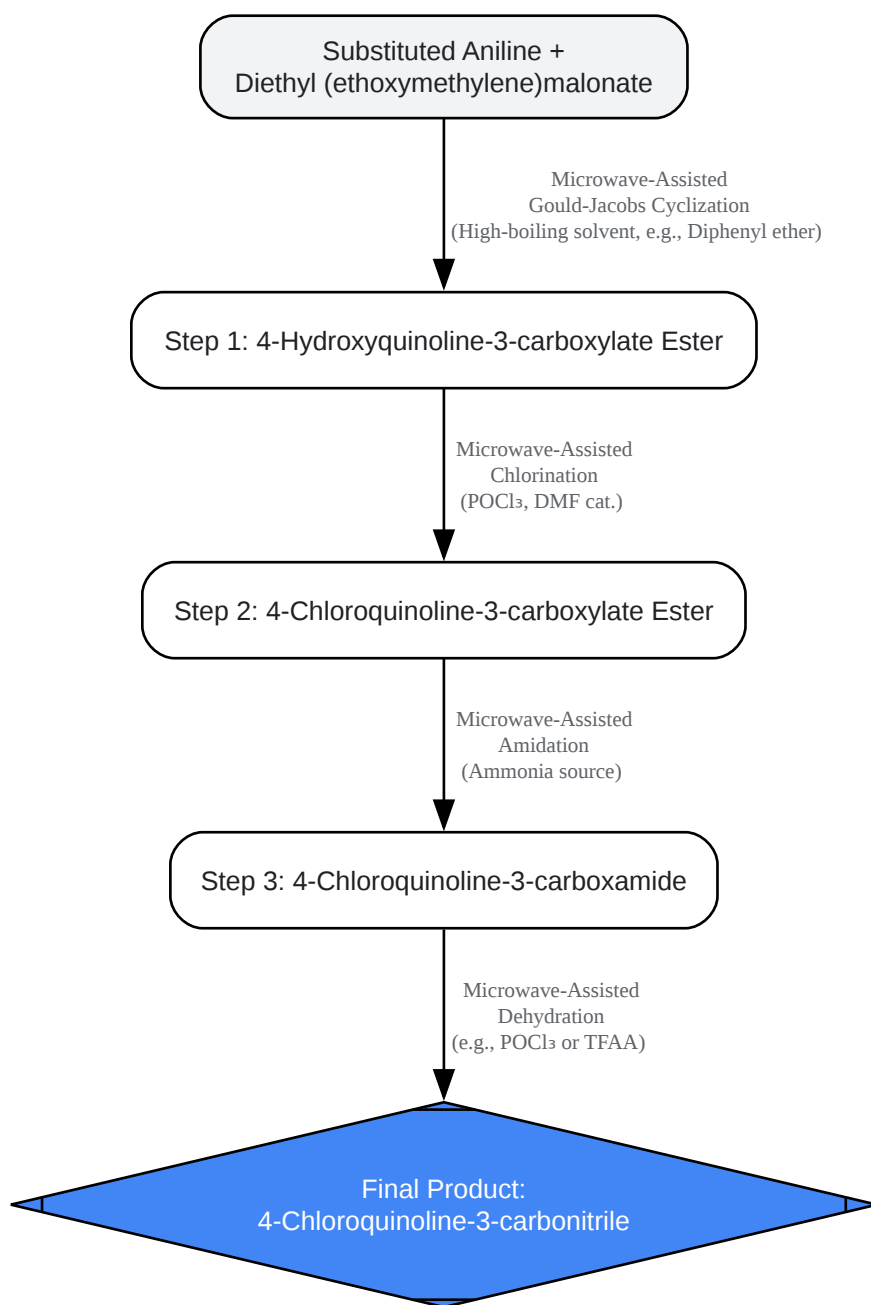 Substituted Aniline +
Diethyl (ethoxymethylene)malonate
Microwave-Assisted
Gould-Jacobs Cyclization
(High-boiling solvent, e.g., Diphenyl ether)
Step 1: 4-Hydroxyquinoline-3-carboxylate Ester
Microwave-Assisted
Chlorination
(POCl₃, DMF cat.)
Step 2: 4-Chloroquinoline-3-carboxylate Ester
Microwave-Assisted
Amidation
(Ammonia source)
Step 3: 4-Chloroquinoline-3-carboxamide
Microwave-Assisted
Dehydration
(e.g., POCl₃ or TFAA)
Final Product:
4-Chloroquinoline-3-carbonitrile